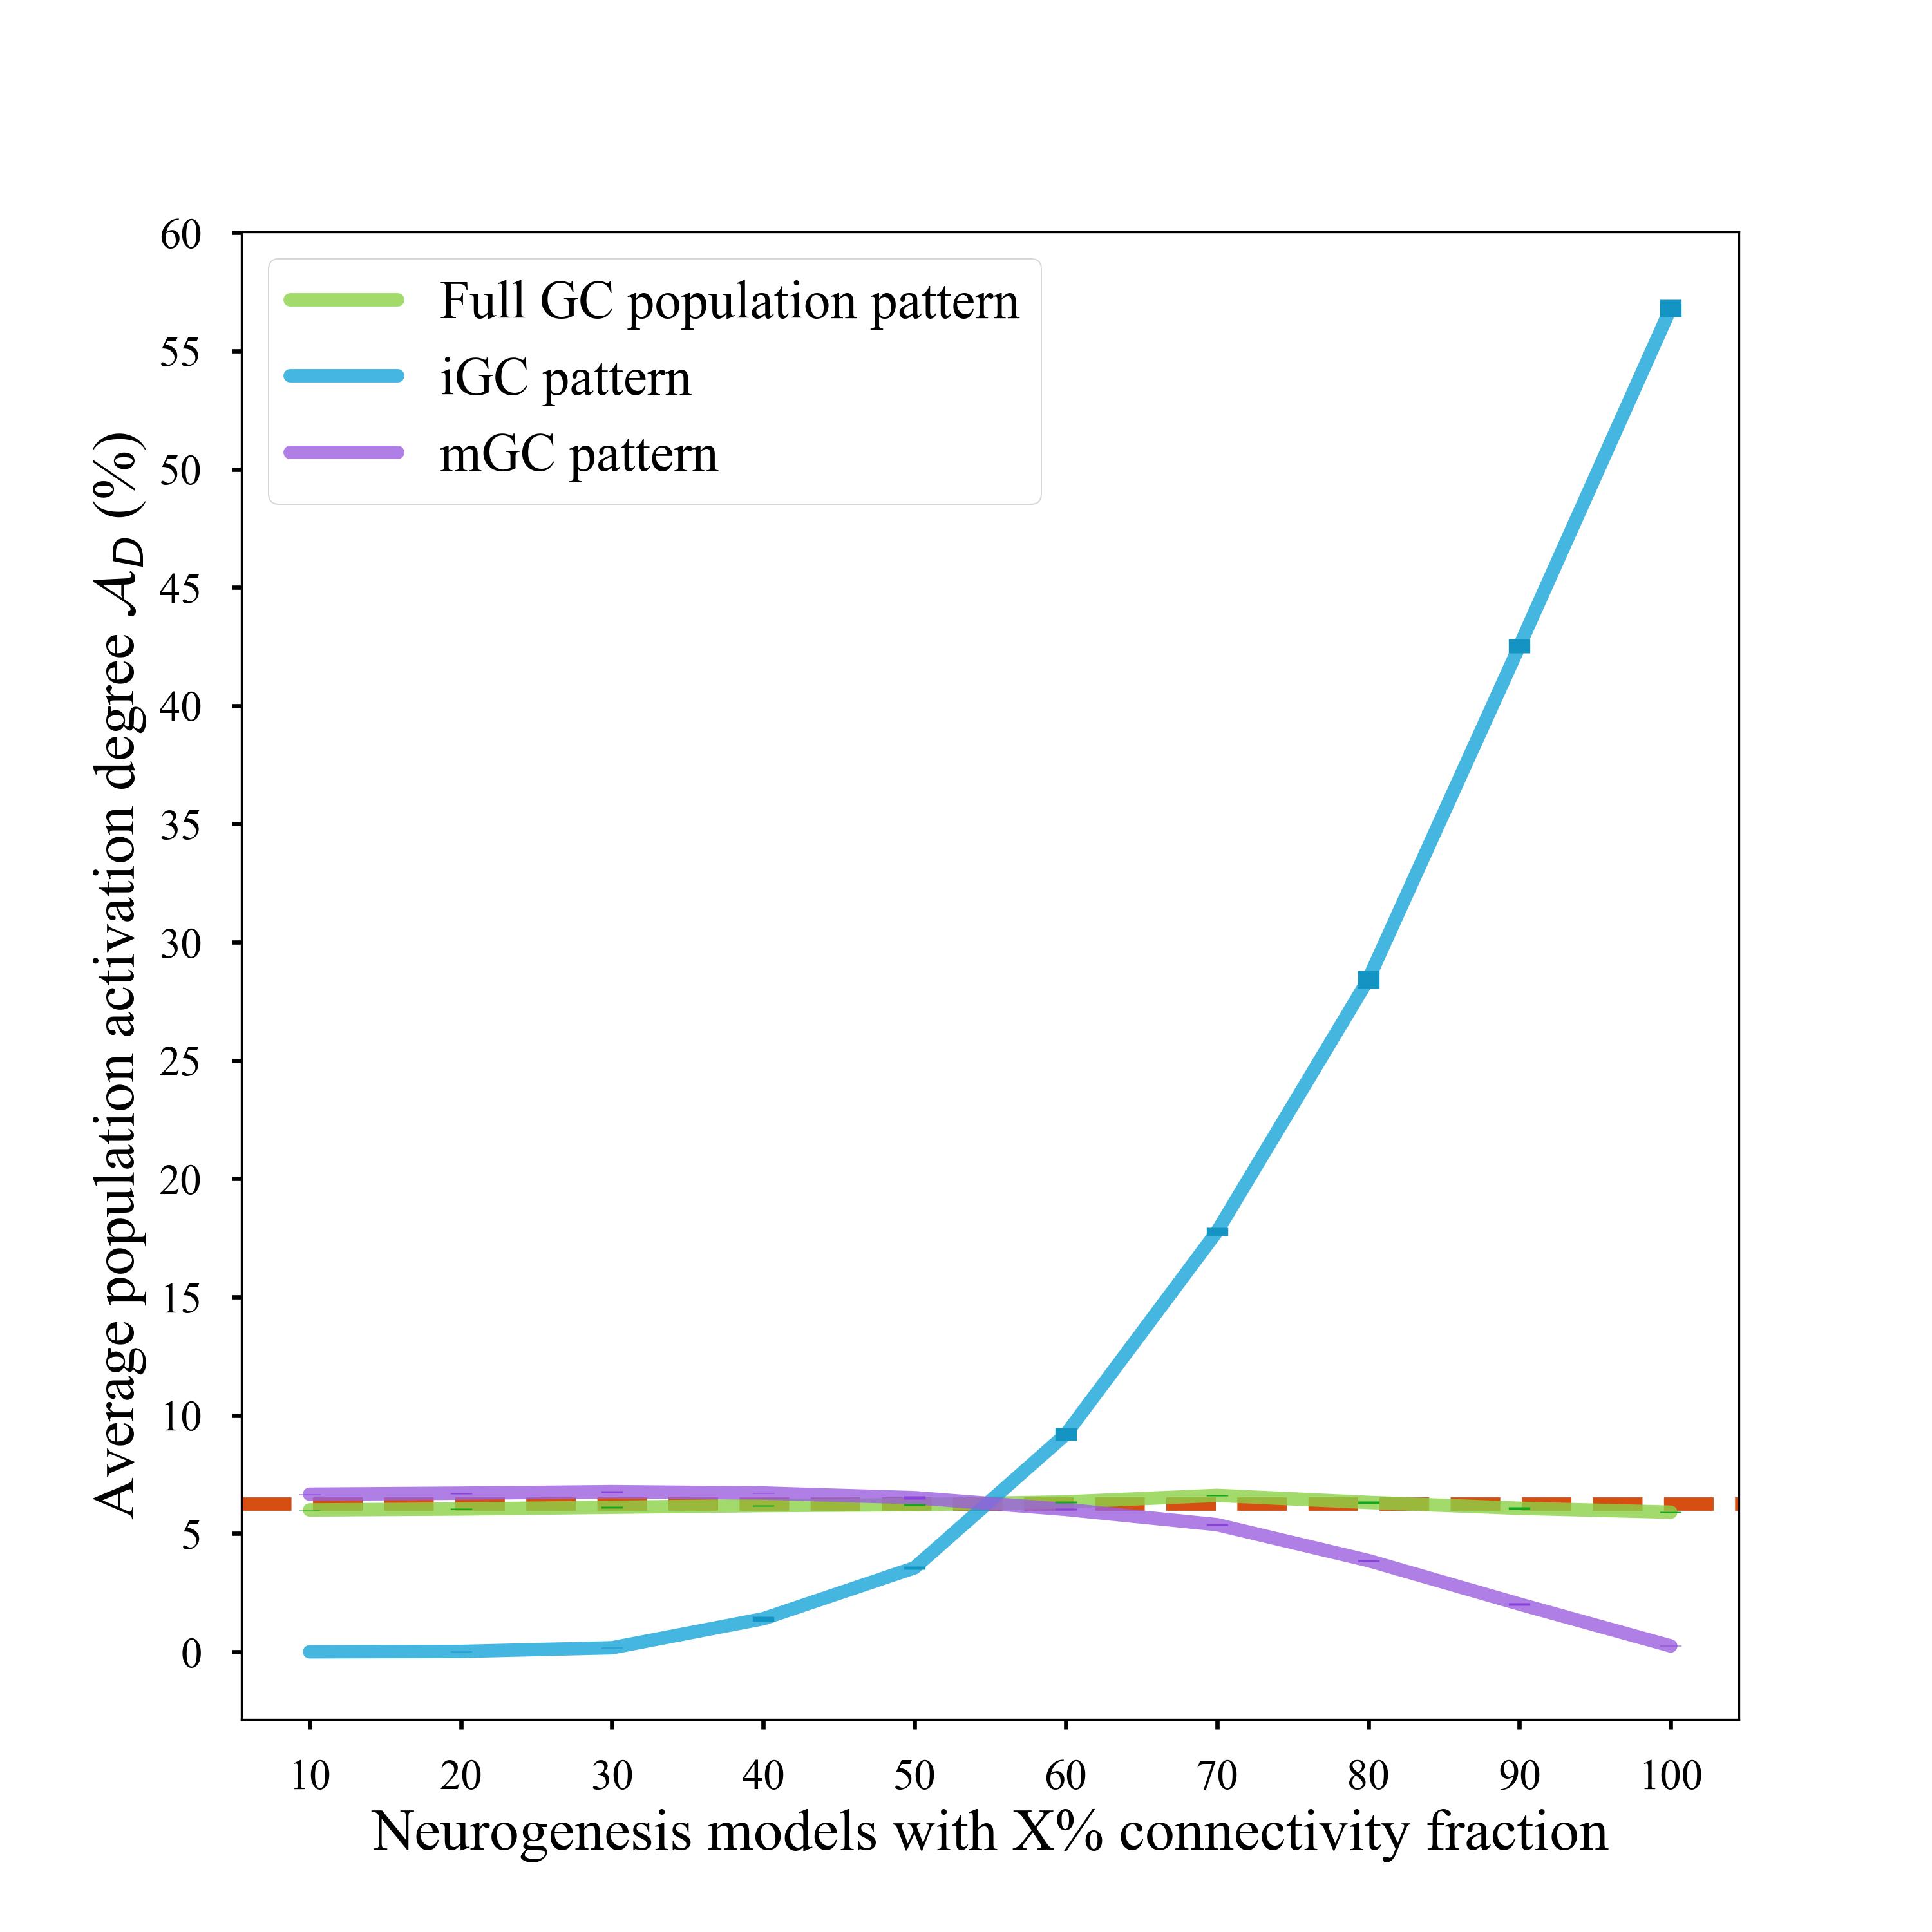 60
55
50
45
40
35
30
25
20
15
10
5
0
Average population activation degree 𝒜D (%)
Full GC population pattern
iGC pattern
mGC pattern
10 20 30 40 50 60 70 80 90 100
Neurogenesis models with X% connectivity fraction